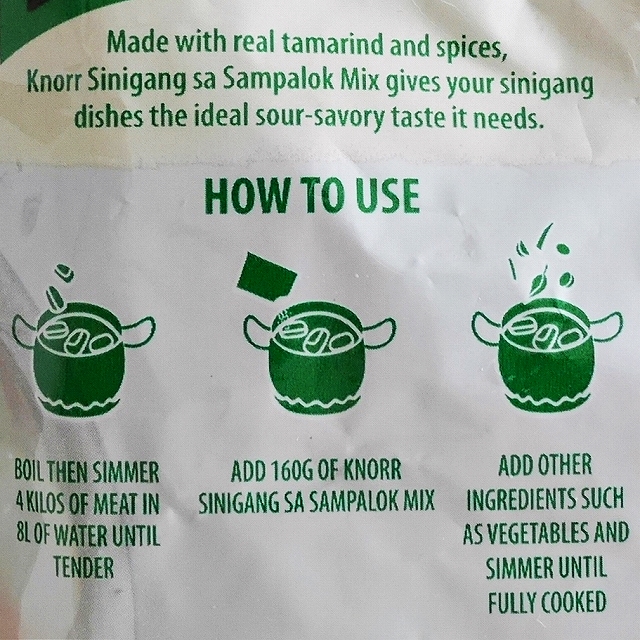 Made with real tamarind and spices,
Knorr Sinigang sa Sampalok Mix gives your sinigang
dishes the ideal sour-savory taste it needs.
HOW TO USE
BOIL THEN SIMMER
4 KILOS OF MEAT IN
8L OF WATER UNTIL
TENDER
ADD 160G OF KNORR
SINIGANG SA SAMPALOK MIX
ADD OTHER
INGREDIENTS SUCH
AS VEGETABLES AND
SIMMER UNTIL
FULLY COOKED